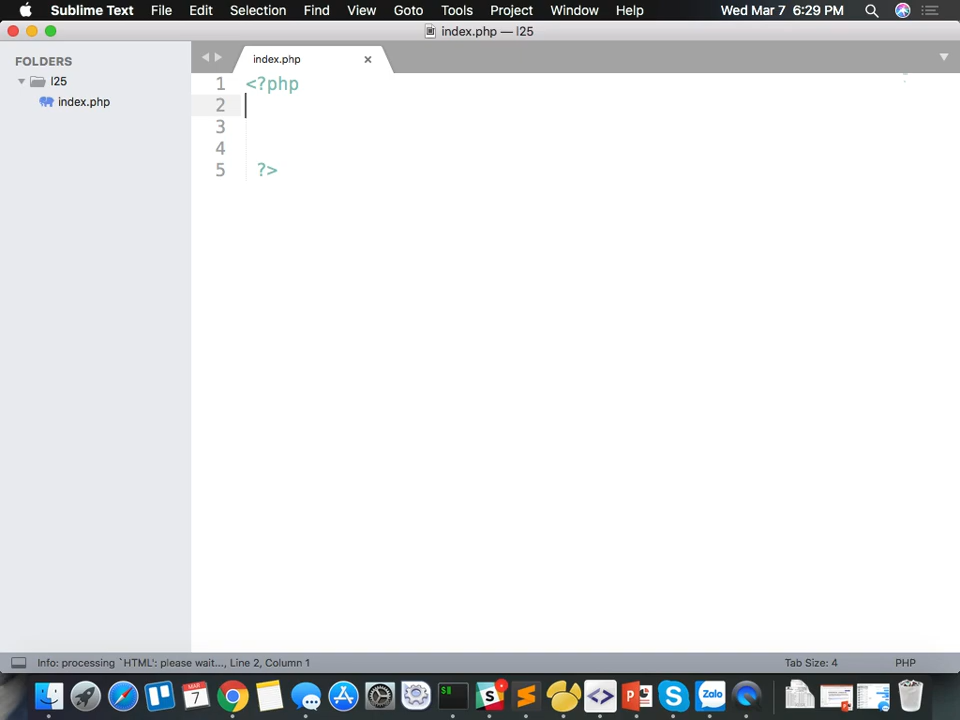 Sublime Text File Edit Selection Find View Goto Tools Project Window Help Wed Mar 7 6:29 PM
index.php — l25
FOLDERS
l25
index.php
index.php
1 <?php
2
3
4
5 ?>
Info: processing `HTML': please wait..., Line 2, Column 1 Tab Size: 4 PHP
MAR
7
$▮
S
Zalo